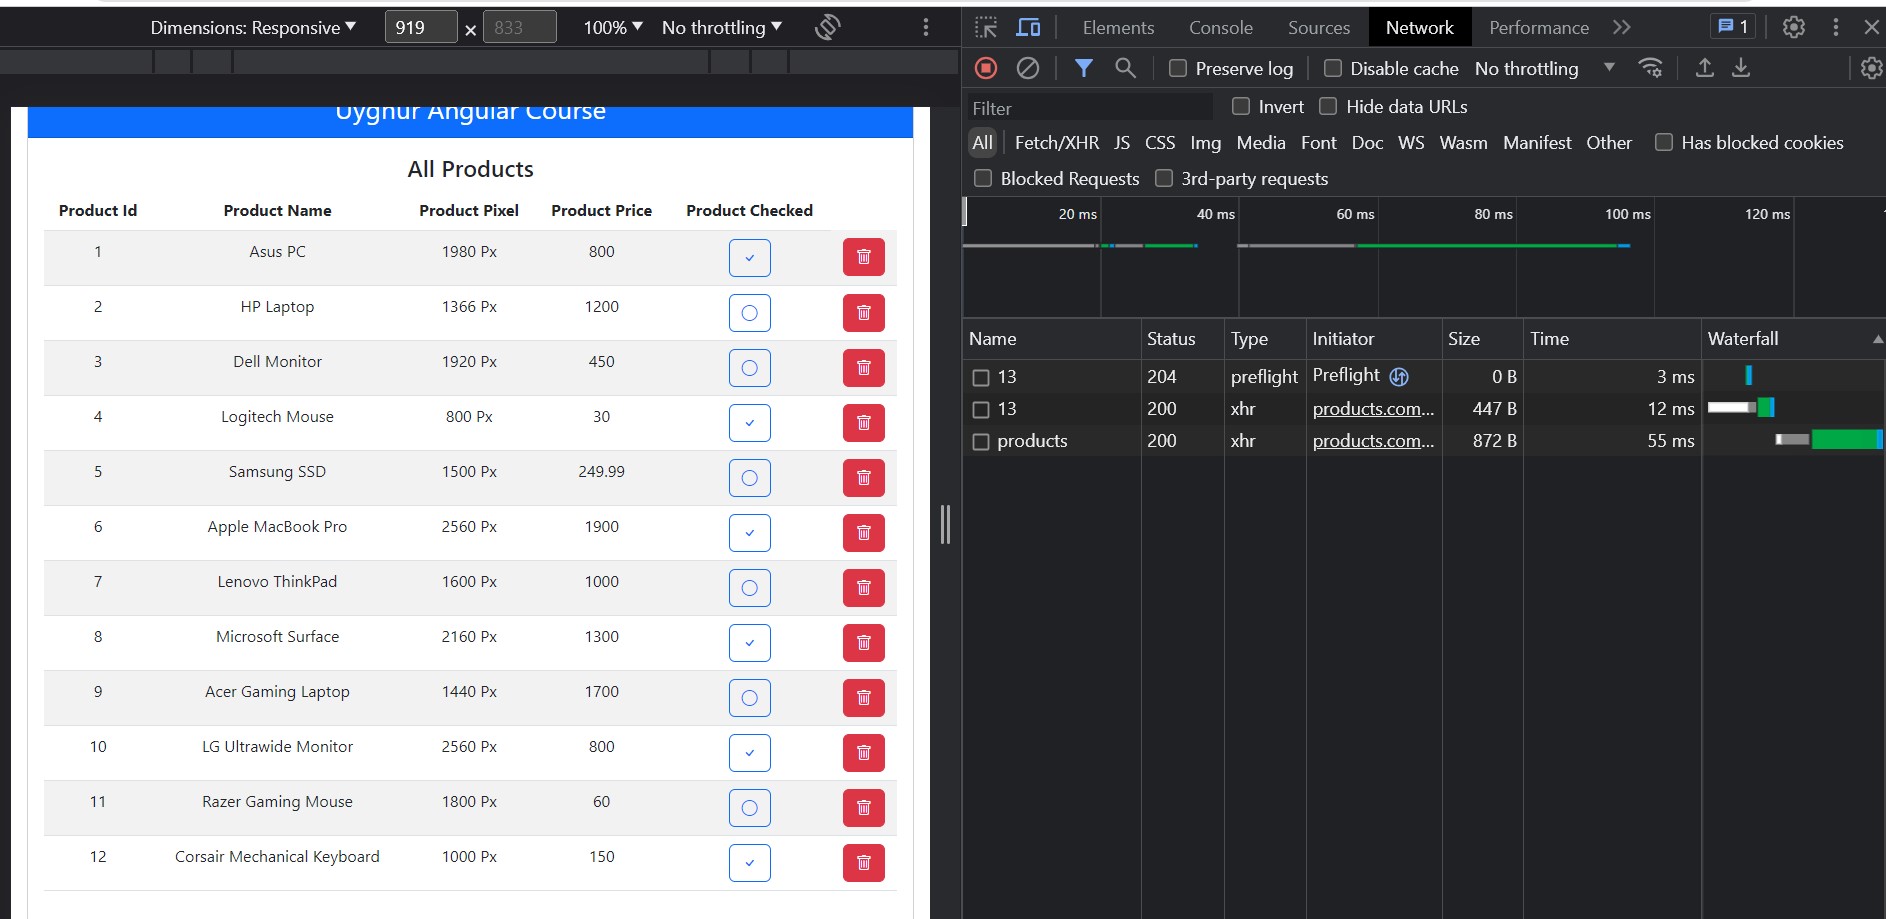 Dimensions: Responsive 919 × 833 100% No throttling
Uyghur Angular Course
All Products
Product Id Product Name Product Pixel Product Price Product Checked
1 Asus PC 1980 Px 800
2 HP Laptop 1366 Px 1200
3 Dell Monitor 1920 Px 450
4 Logitech Mouse 800 Px 30
5 Samsung SSD 1500 Px 249.99
6 Apple MacBook Pro 2560 Px 1900
7 Lenovo ThinkPad 1600 Px 1000
8 Microsoft Surface 2160 Px 1300
9 Acer Gaming Laptop 1440 Px 1700
10 LG Ultrawide Monitor 2560 Px 800
11 Razer Gaming Mouse 1800 Px 60
12 Corsair Mechanical Keyboard 1000 Px 150
Elements Console Sources Network Performance 1
Preserve log Disable cache No throttling
Filter Invert Hide data URLs
All Fetch/XHR JS CSS Img Media Font Doc WS Wasm Manifest Other Has blocked cookies
Blocked Requests 3rd-party requests
20 ms 40 ms 60 ms 80 ms 100 ms 120 ms
Name Status Type Initiator Size Time Waterfall
13 204 preflight Preflight 0 B 3 ms
13 200 xhr products.com... 447 B 12 ms
products 200 xhr products.com... 872 B 55 ms